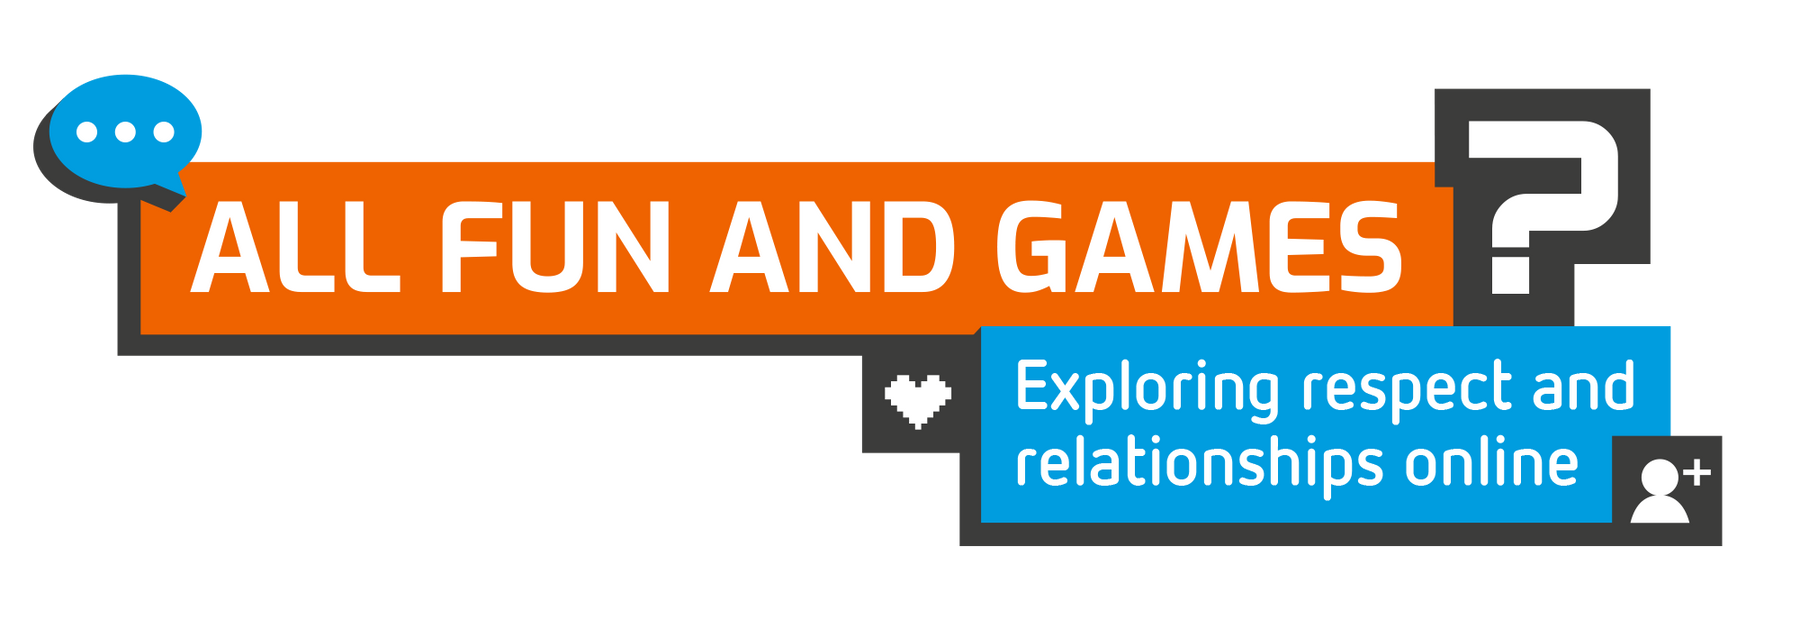 ALL FUN AND GAMES?
Exploring respect and
relationships online